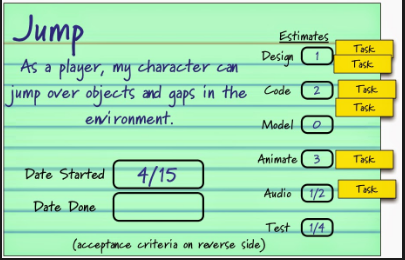 Jump
As a player, my character can
jump over objects and gaps in the
environment.
Date Started 4/15
Date Done
(acceptance criteria on reverse side)
Estimates
Design 1 Task
Task
Code 2 Task
Task
Model 0
Animate 3 Task
Audio 1/2 Task
Test 1/4